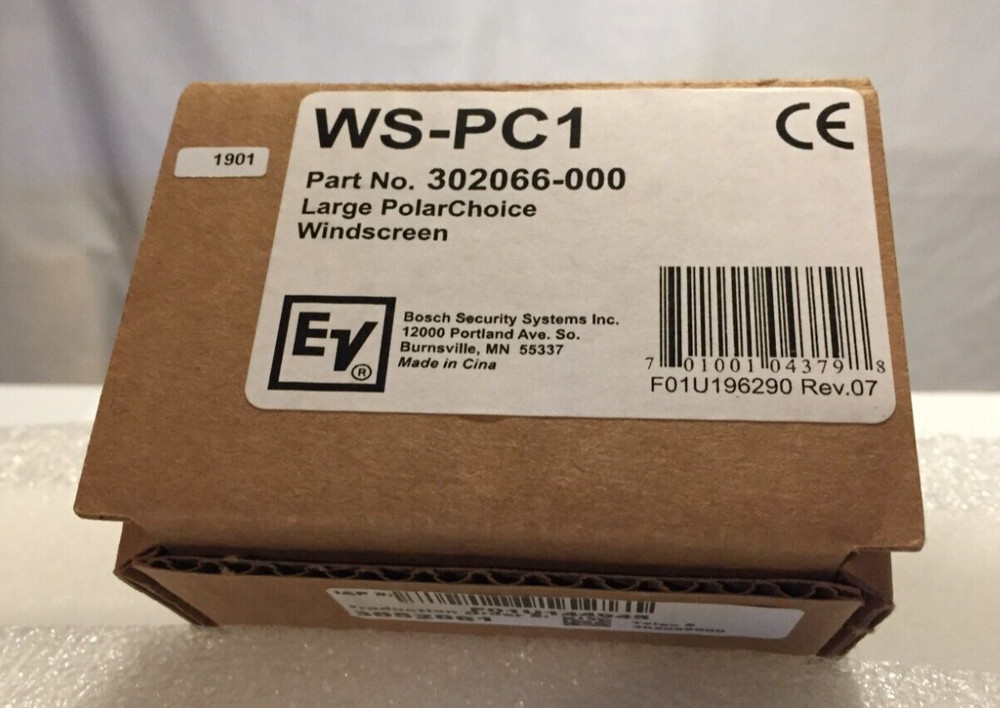 WS-PC1
CE
1901
Part No. 302066-000
Large PolarChoice
Windscreen
EV®
Bosch Security Systems Inc.
12000 Portland Ave. So.
Burnsville, MN 55337
Made in Cina
7 01001 04379 8
F01U196290 Rev.07